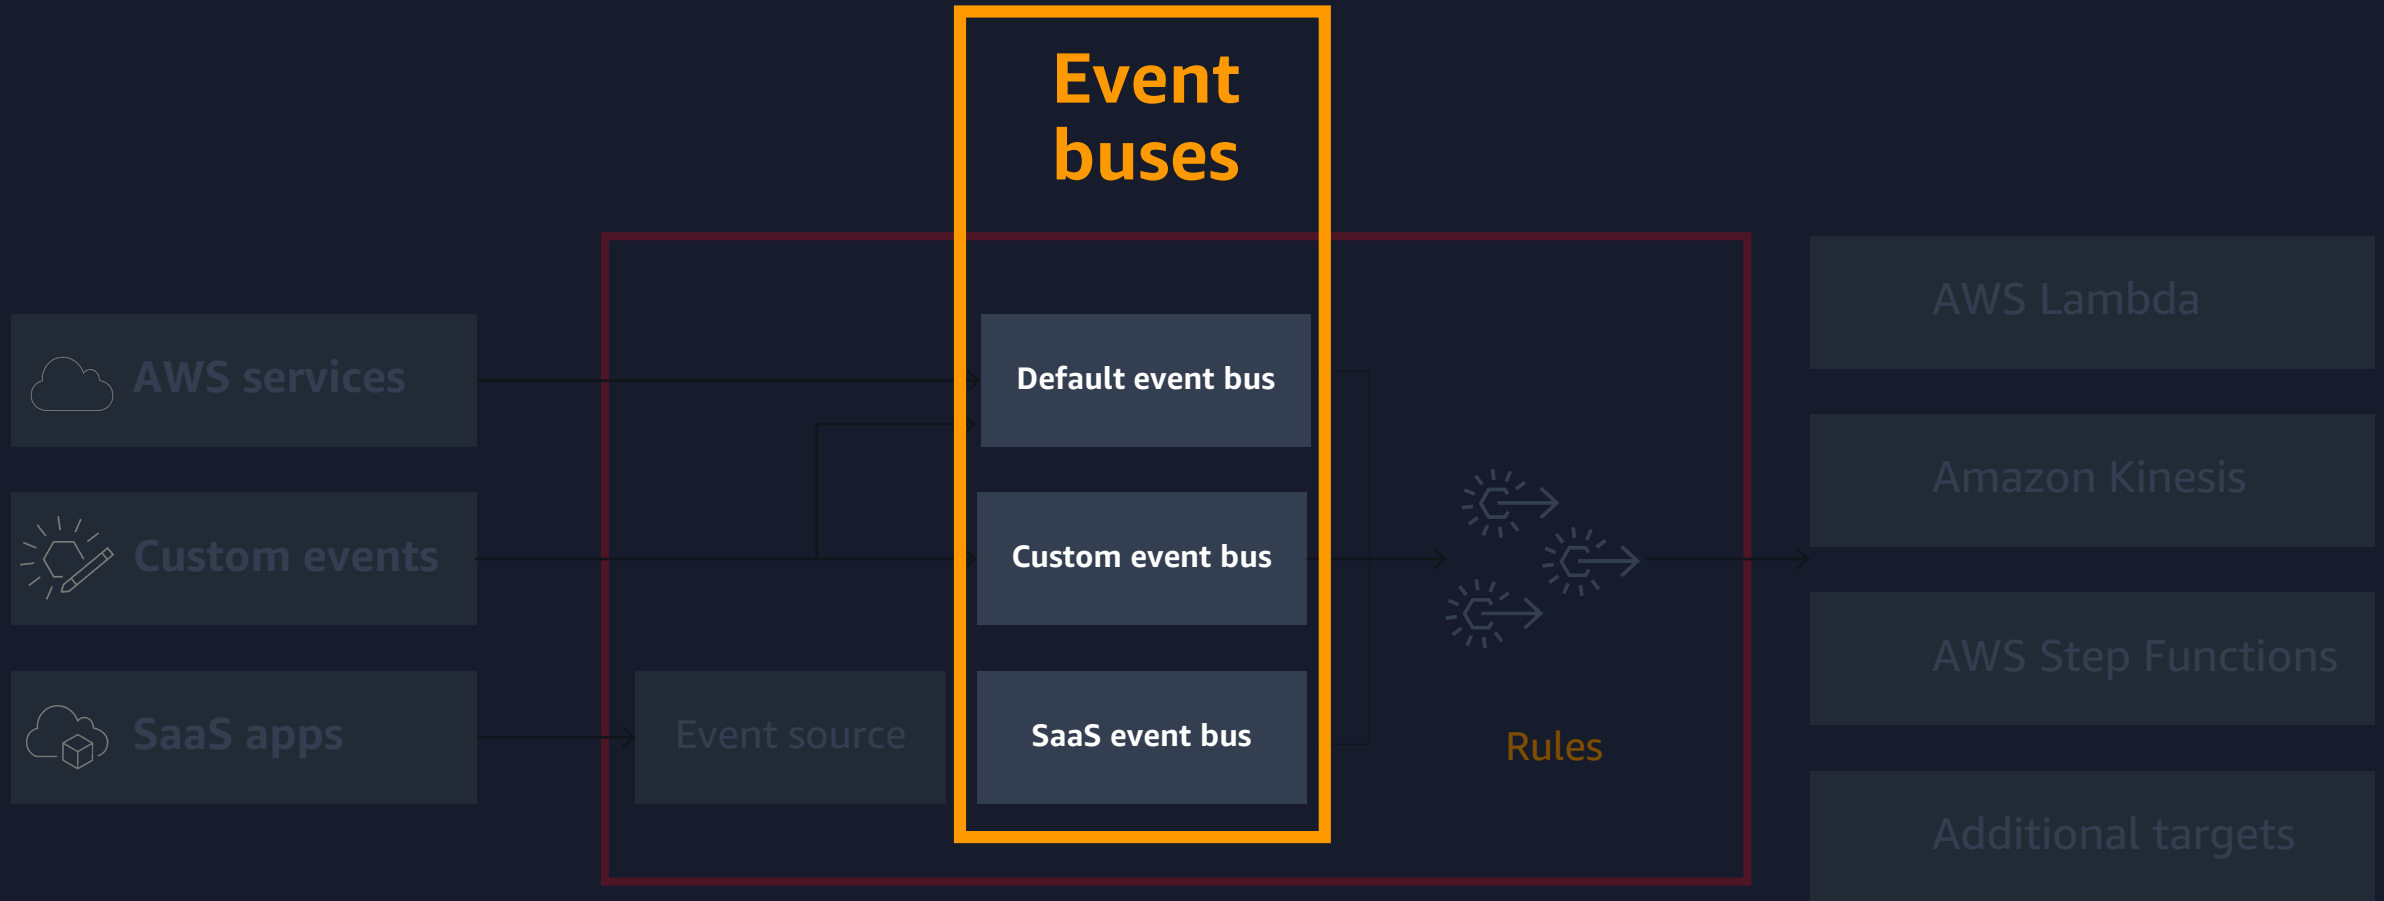 Event
buses
AWS services
Custom events
SaaS apps
Event source
Default event bus
Custom event bus
SaaS event bus
Rules
AWS Lambda
Amazon Kinesis
AWS Step Functions
Additional targets